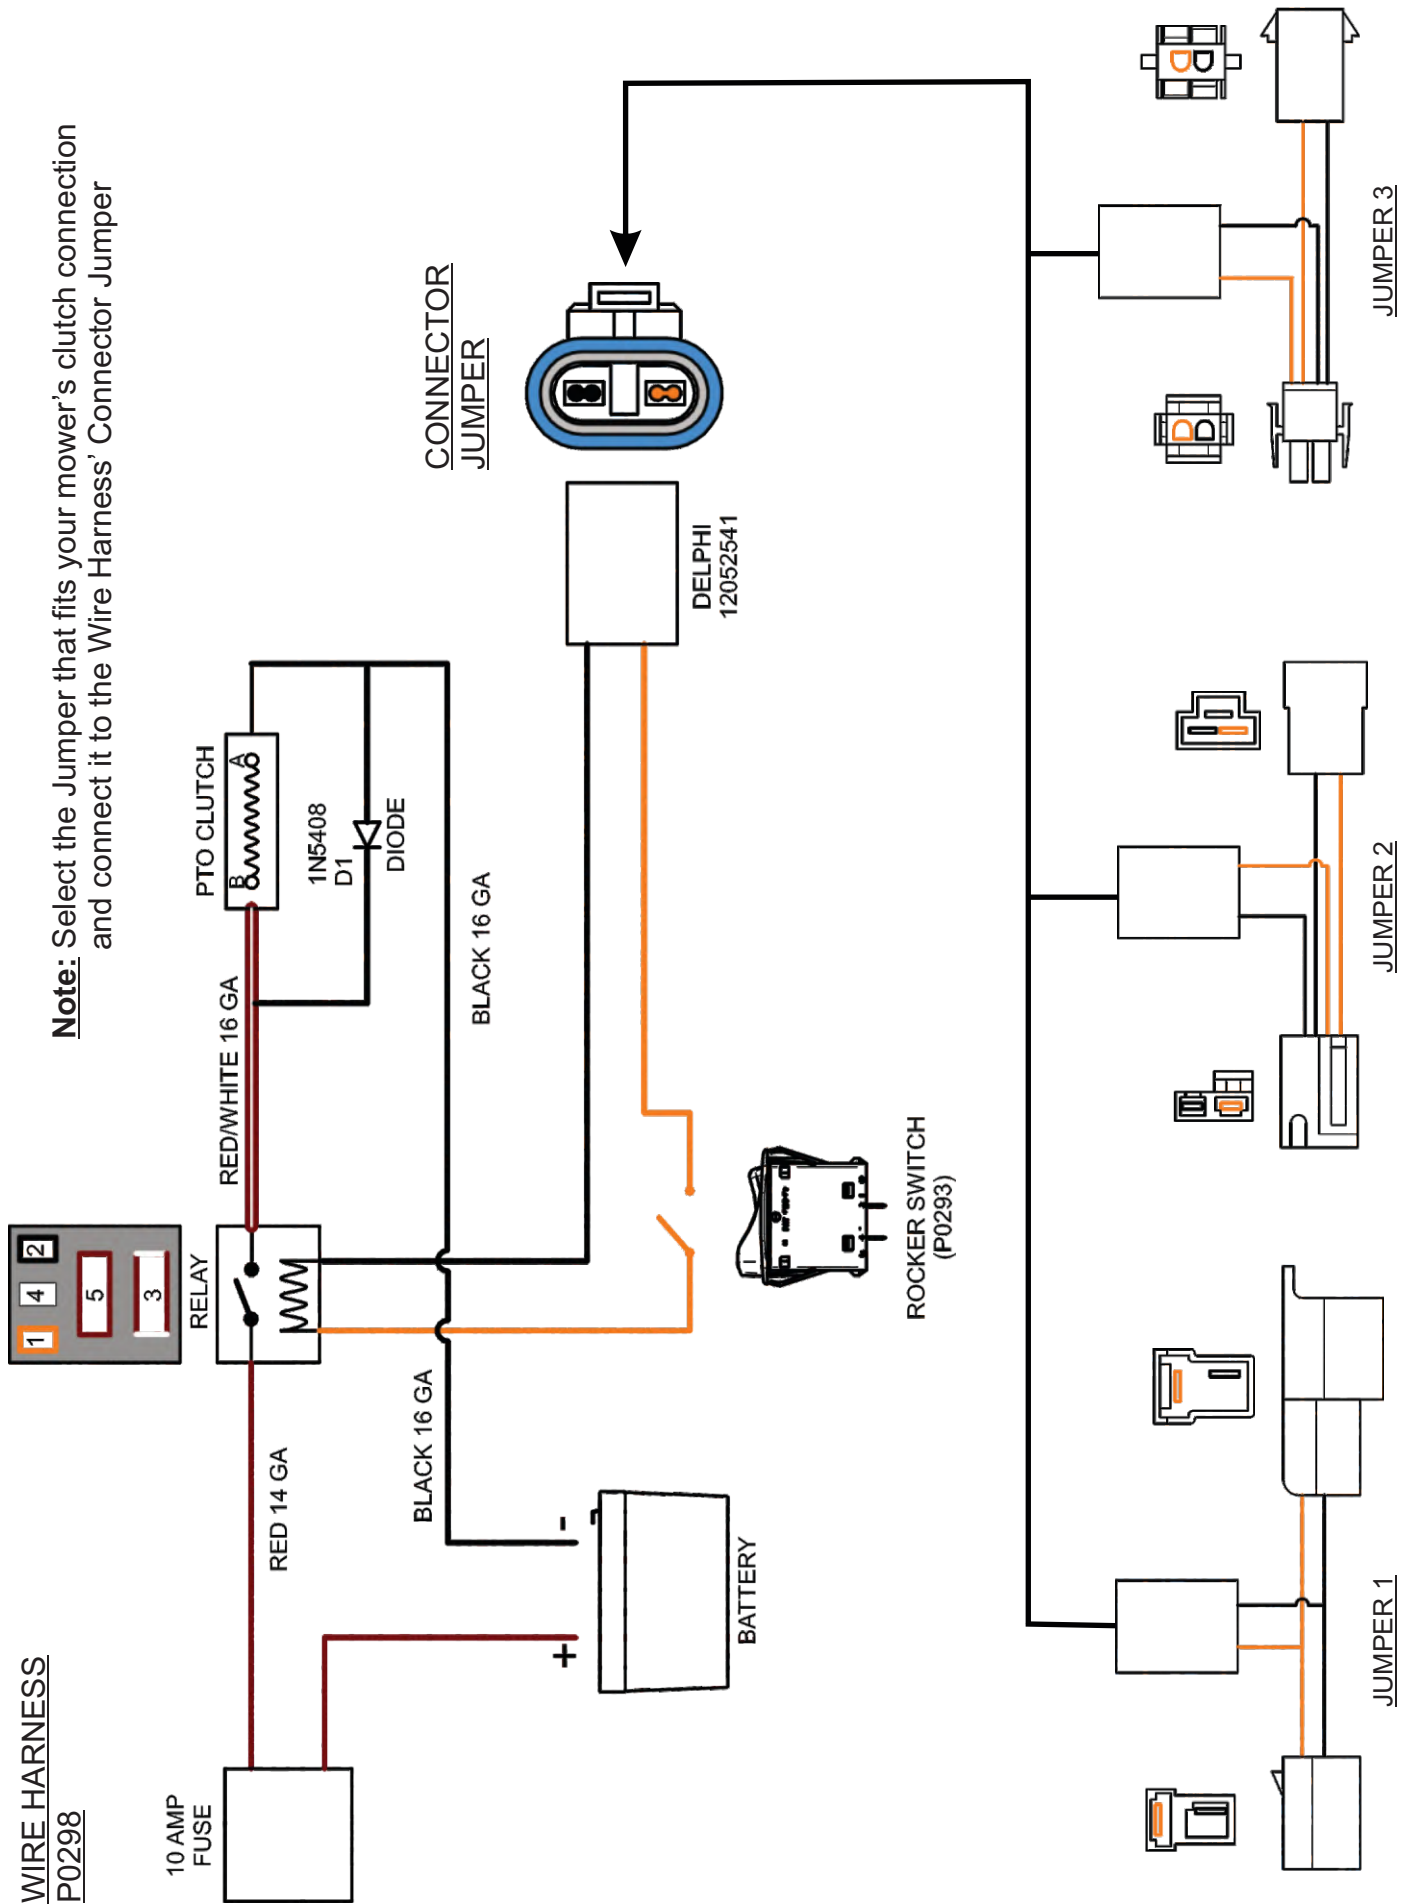 WIRE HARNESS
P0298
Note: Select the Jumper that fits your mower's clutch connection
and connect it to the Wire Harness' Connector Jumper
1
4
2
5
3
RELAY
10 AMP
FUSE
RED 14 GA
RED/WHITE 16 GA
PTO CLUTCH
B
A
1N5408
D1
DIODE
BLACK 16 GA
BLACK 16 GA
+
-
BATTERY
ROCKER SWITCH
(P0293)
DELPHI
12052541
CONNECTOR
JUMPER
JUMPER 1
JUMPER 2
JUMPER 3